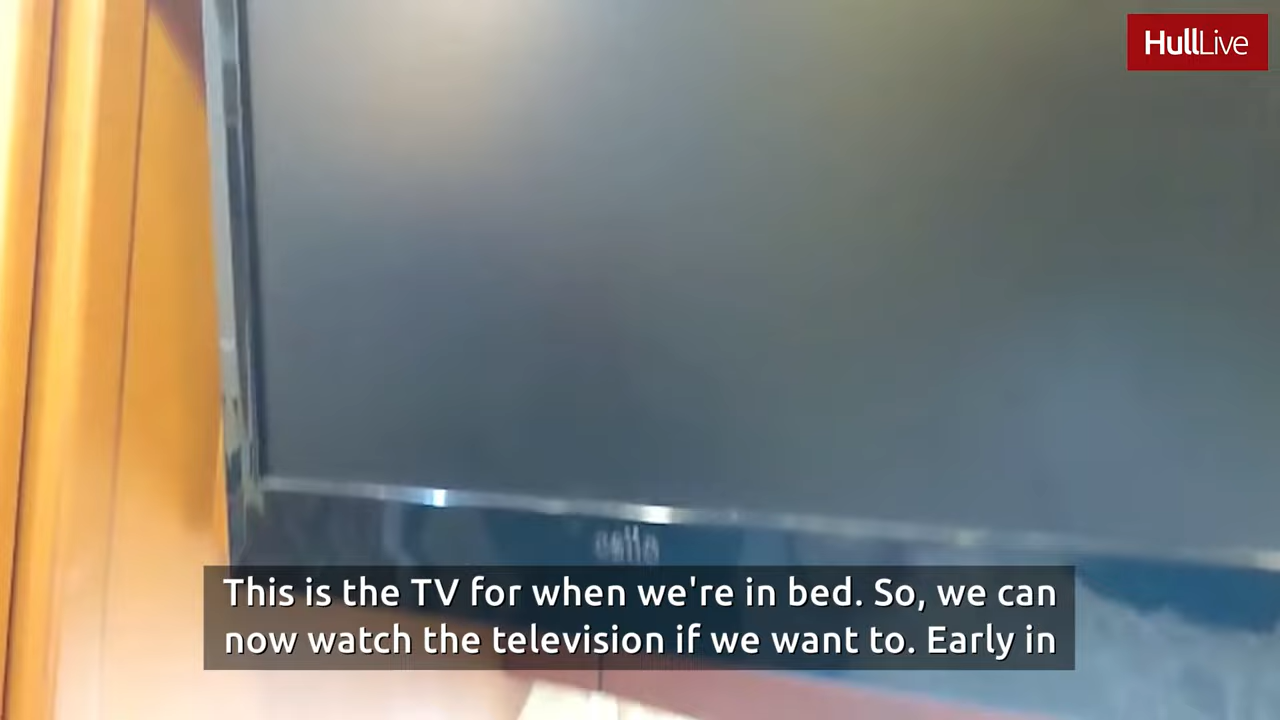 HullLive
cello
This is the TV for when we're in bed. So, we can
now watch the television if we want to. Early in